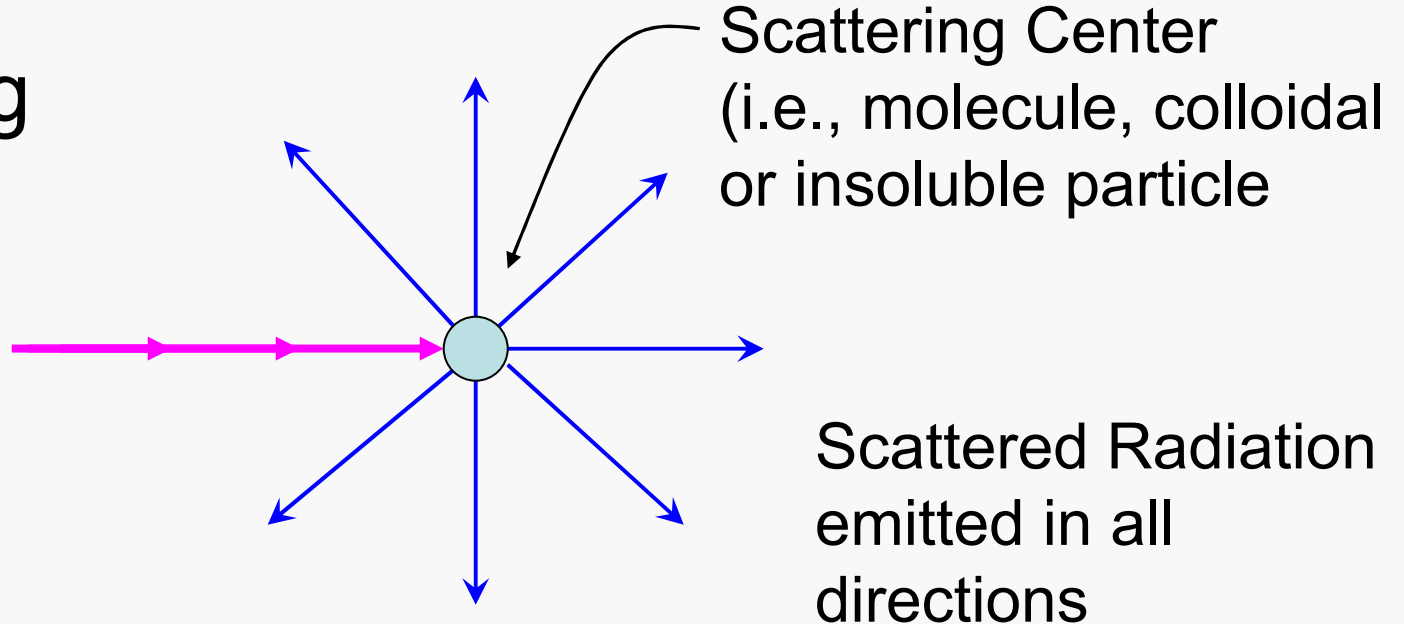 g
Scattering Center
(i.e., molecule, colloidal
or insoluble particle
Scattered Radiation
emitted in all
directions